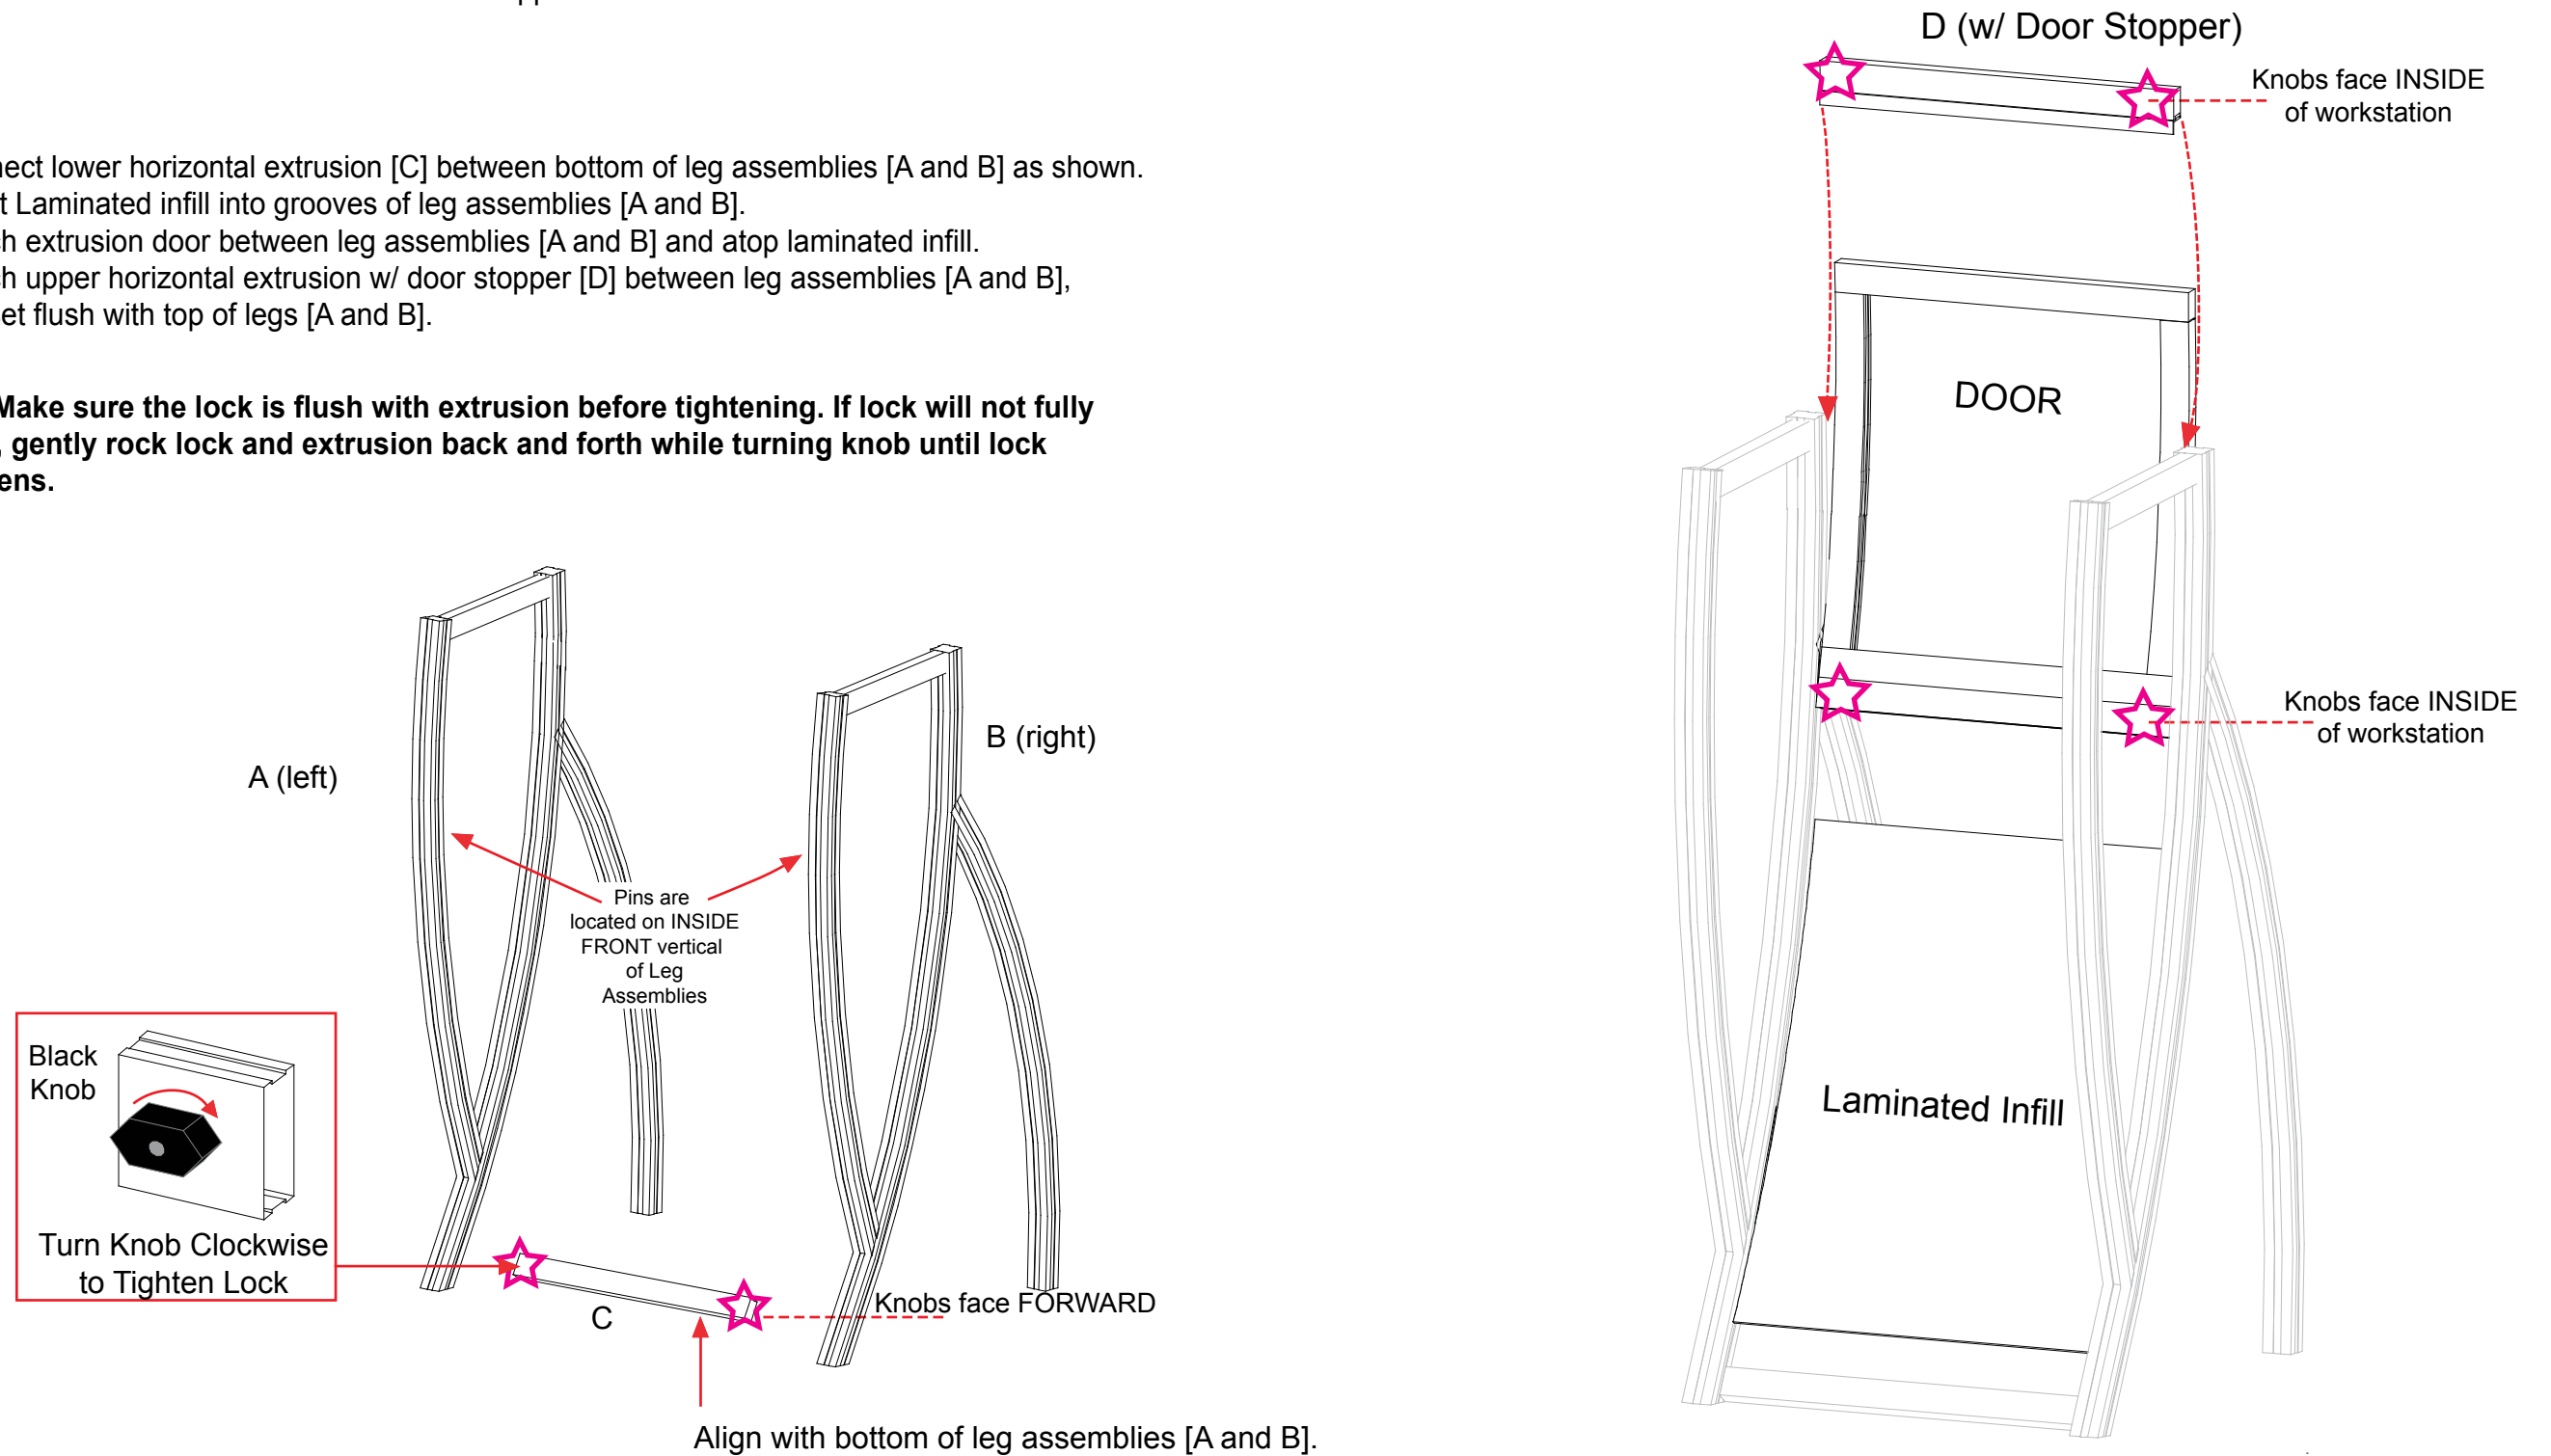 D (w/ Door Stopper)
Knobs face INSIDE
of workstation
lower horizontal extrusion [C] between bottom of leg assemblies [A and B] as shown.
Laminated infill into grooves of leg assemblies [A and B].
extrusion door between leg assemblies [A and B] and atop laminated infill.
upper horizontal extrusion w/ door stopper [D] between leg assemblies [A and B],
flush with top of legs [A and B].
Make sure the lock is flush with extrusion before tightening. If lock will not fully
, gently rock lock and extrusion back and forth while turning knob until lock
DOOR
A (left)
B (right)
Pins are
located on INSIDE
FRONT vertical
of Leg
Assemblies
Knobs face INSIDE
of workstation
Black
Knob
Turn Knob Clockwise
to Tighten Lock
C
Knobs face FORWARD
Align with bottom of leg assemblies [A and B].
Laminated Infill